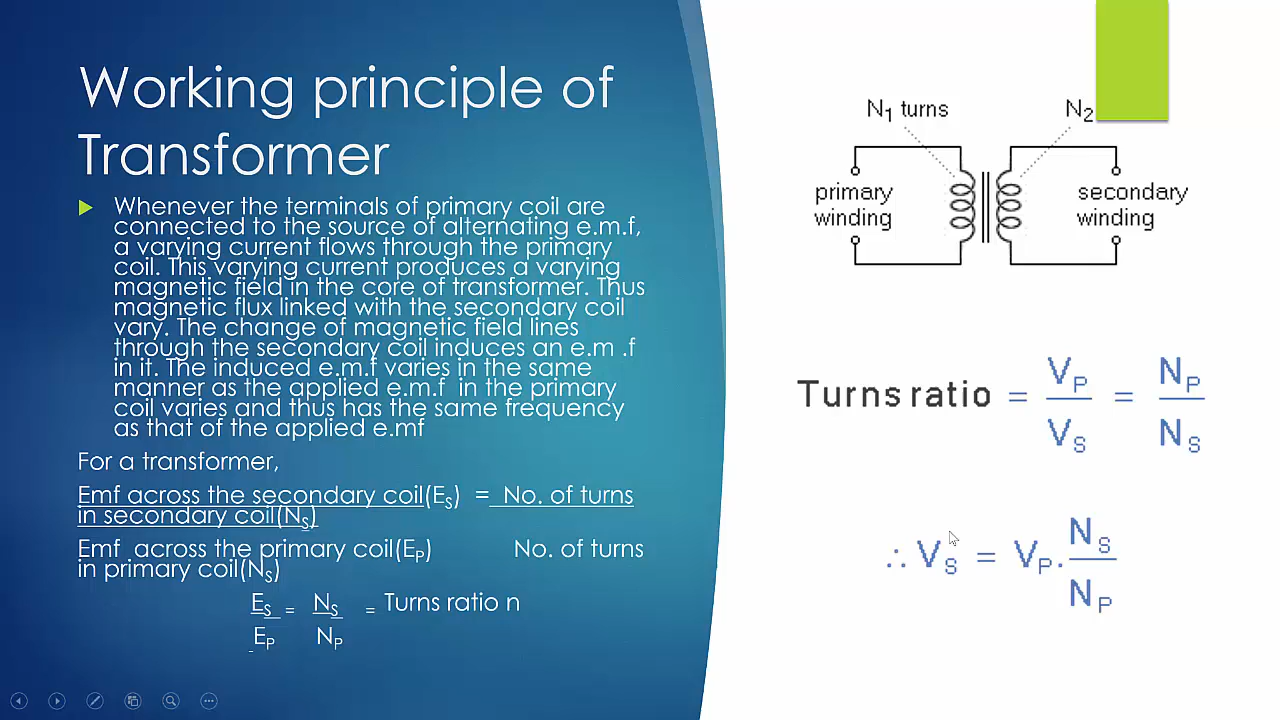 Working principle of
Transformer
Whenever the terminals of primary coil are
connected to the source of alternating e.m.f,
a varying current flows through the primary
coil. This varying current produces a varying
magnetic field in the core of transformer. Thus
magnetic flux linked with the secondary coil
vary. The change of magnetic field lines
through the secondary coil induces an e.m .f
in it. The induced e.m.f varies in the same
manner as the applied e.m.f in the primary
coil varies and thus has the same frequency
as that of the applied e.mf
For a transformer,
Emf across the secondary coil(ES) = No. of turns
in secondary coil(NS)
Emf .across the primary coil(EP) No. of turns
in primary coil(NS)
ES = NS = Turns ratio n
EP NP
N1 turns N2
primary
winding
secondary
winding
Turns ratio = VP / VS = NP / NS
∴ VS = VP. NS / NP